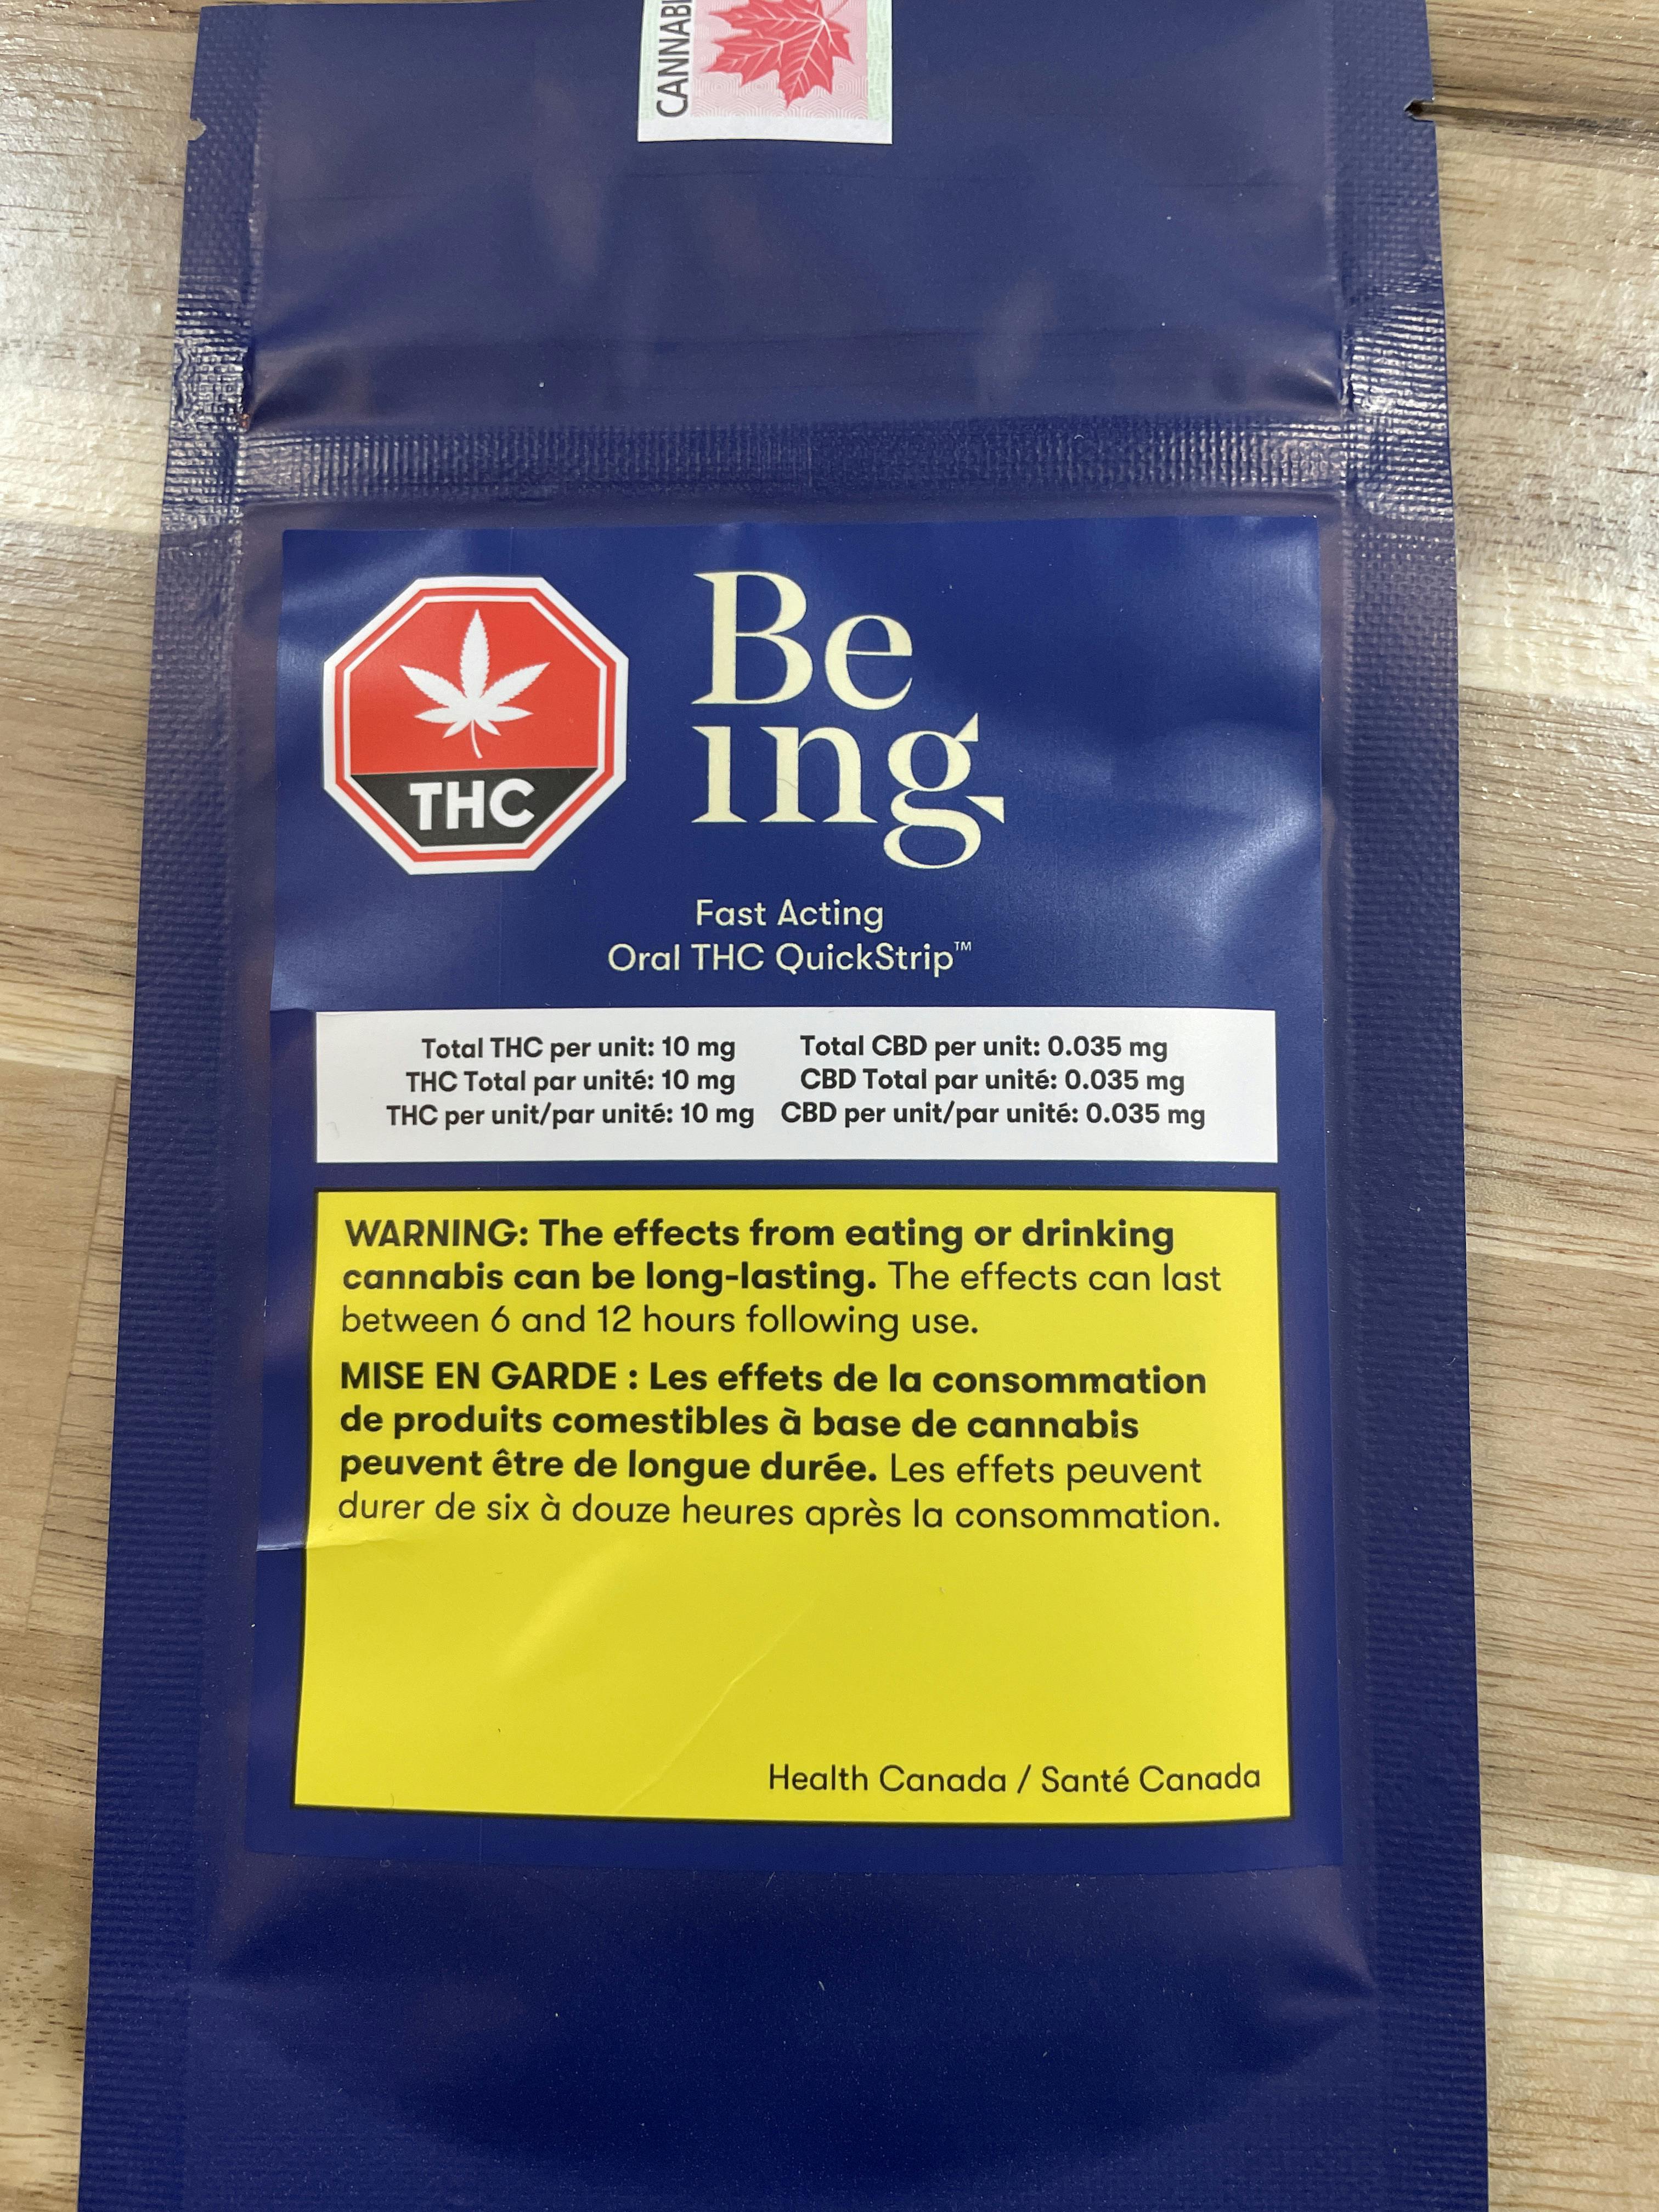 CANNABI
THC
Be
ing
Fast Acting
Oral THC QuickStrip™
Total THC per unit: 10 mg Total CBD per unit: 0.035 mg
THC Total par unité: 10 mg CBD Total par unité: 0.035 mg
THC per unit/par unité: 10 mg CBD per unit/par unité: 0.035 mg
WARNING: The effects from eating or drinking
cannabis can be long-lasting. The effects can last
between 6 and 12 hours following use.
MISE EN GARDE : Les effets de la consommation
de produits comestibles à base de cannabis
peuvent être de longue durée. Les effets peuvent
durer de six à douze heures après la consommation.
Health Canada / Santé Canada